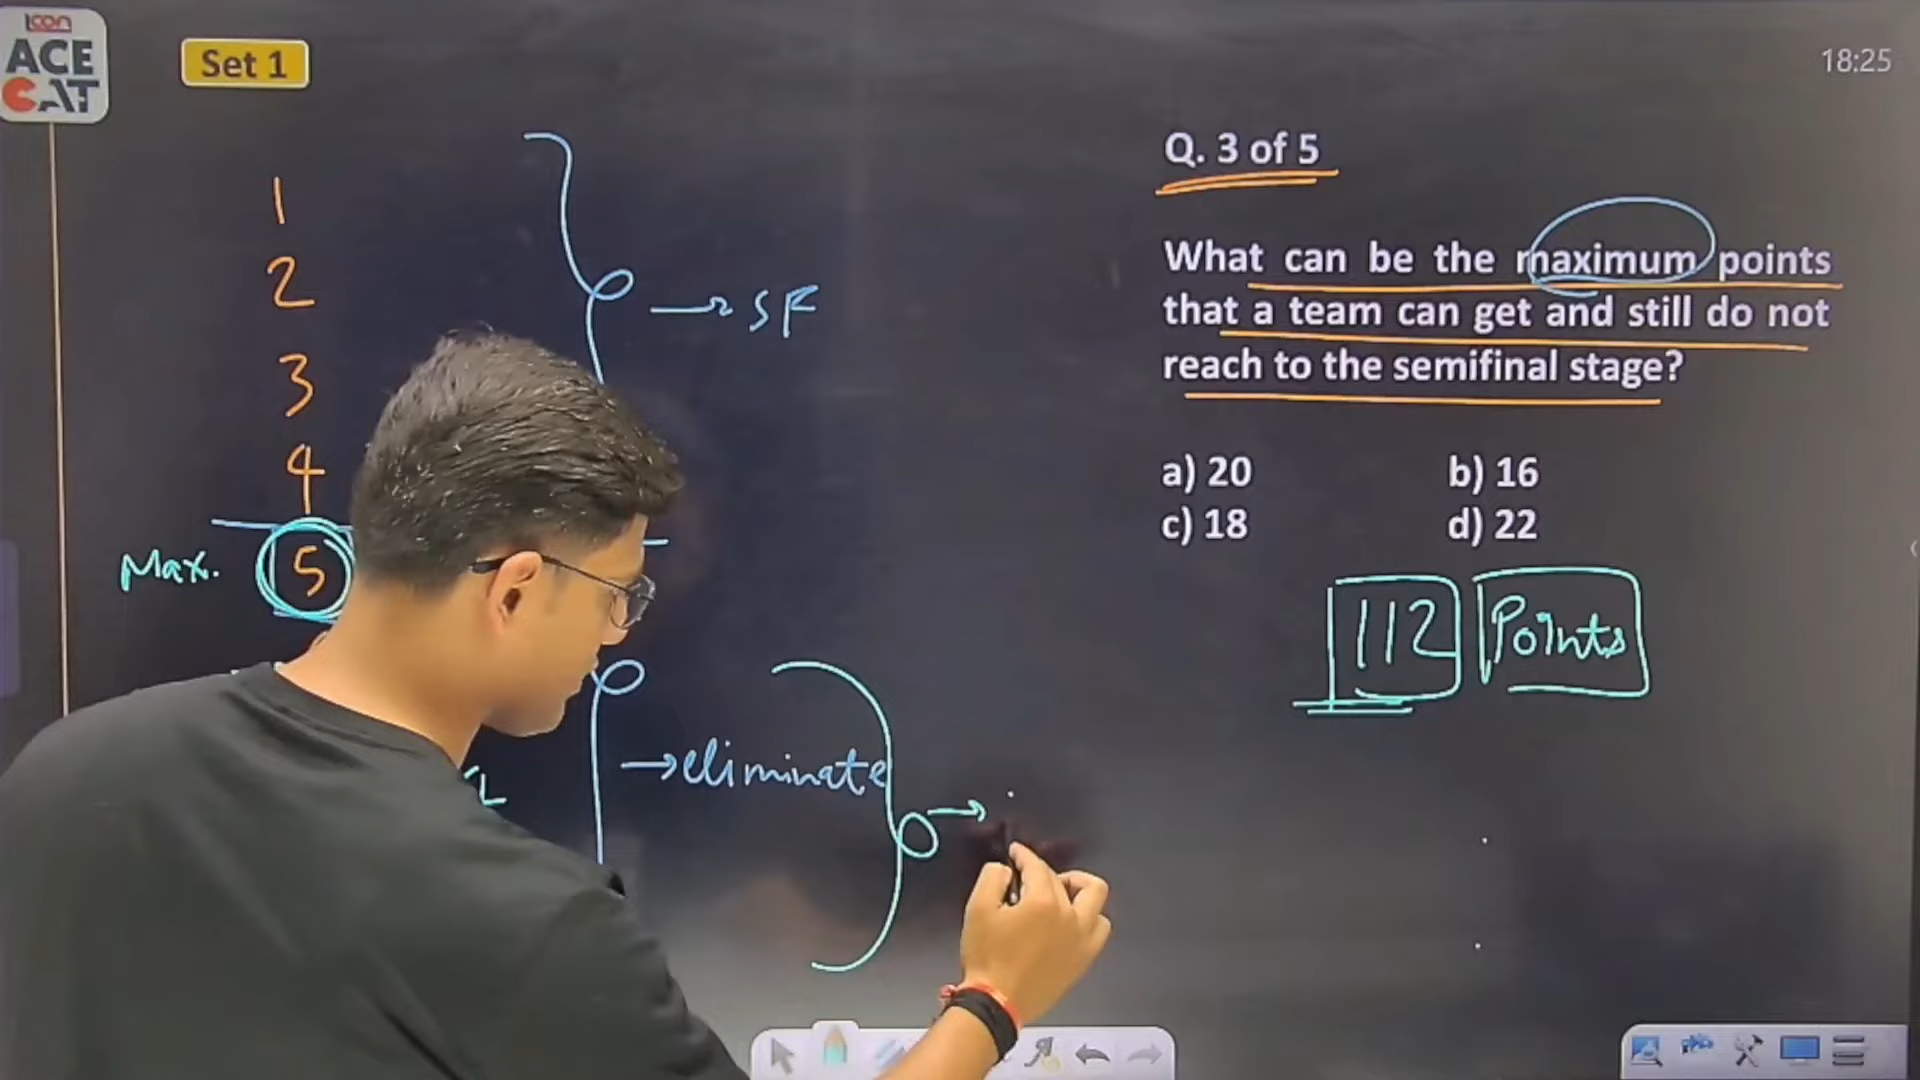 ıcon
ACE
CAT
Set 1
18:25
Q. 3 of 5
What can be the maximum points
that a team can get and still do not
reach to the semifinal stage?
a) 20 b) 16
c) 18 d) 22
112 Points
1
2
3
4
Max. 5
→ SF
→ eliminate